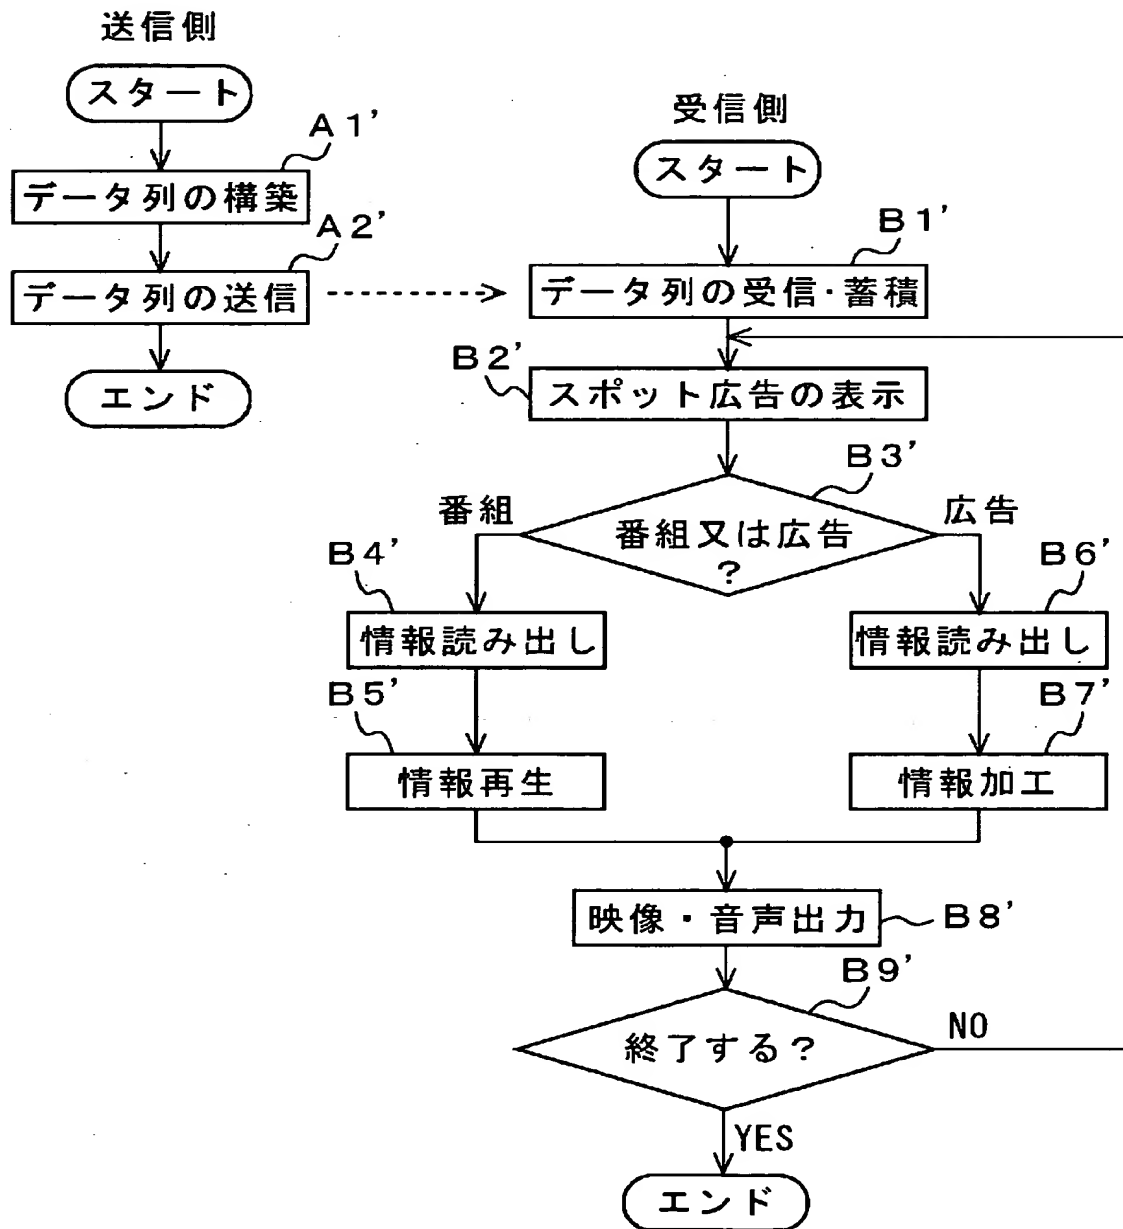 送信側
スタート
A1'
データ列の構築
A2'
データ列の送信
エンド
受信側
スタート
B1'
データ列の受信・蓄積
B2'
スポット広告の表示
B3'
番組
広告
番組又は広告
?
B4'
B6'
情報読み出し
情報読み出し
B5'
B7'
情報再生
情報加工
映像・音声出力
B8'
B9'
終了する?
NO
YES
エンド